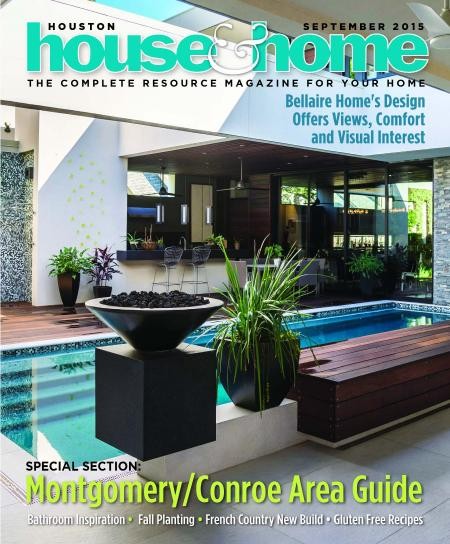 HOUSTON SEPTEMBER 2015
house&home
THE COMPLETE RESOURCE MAGAZINE FOR YOUR HOME
Bellaire Home's Design
Offers Views, Comfort
and Visual Interest
SPECIAL SECTION:
Montgomery/Conroe Area Guide
Bathroom Inspiration • Fall Planting • French Country New Build • Gluten Free Recipes